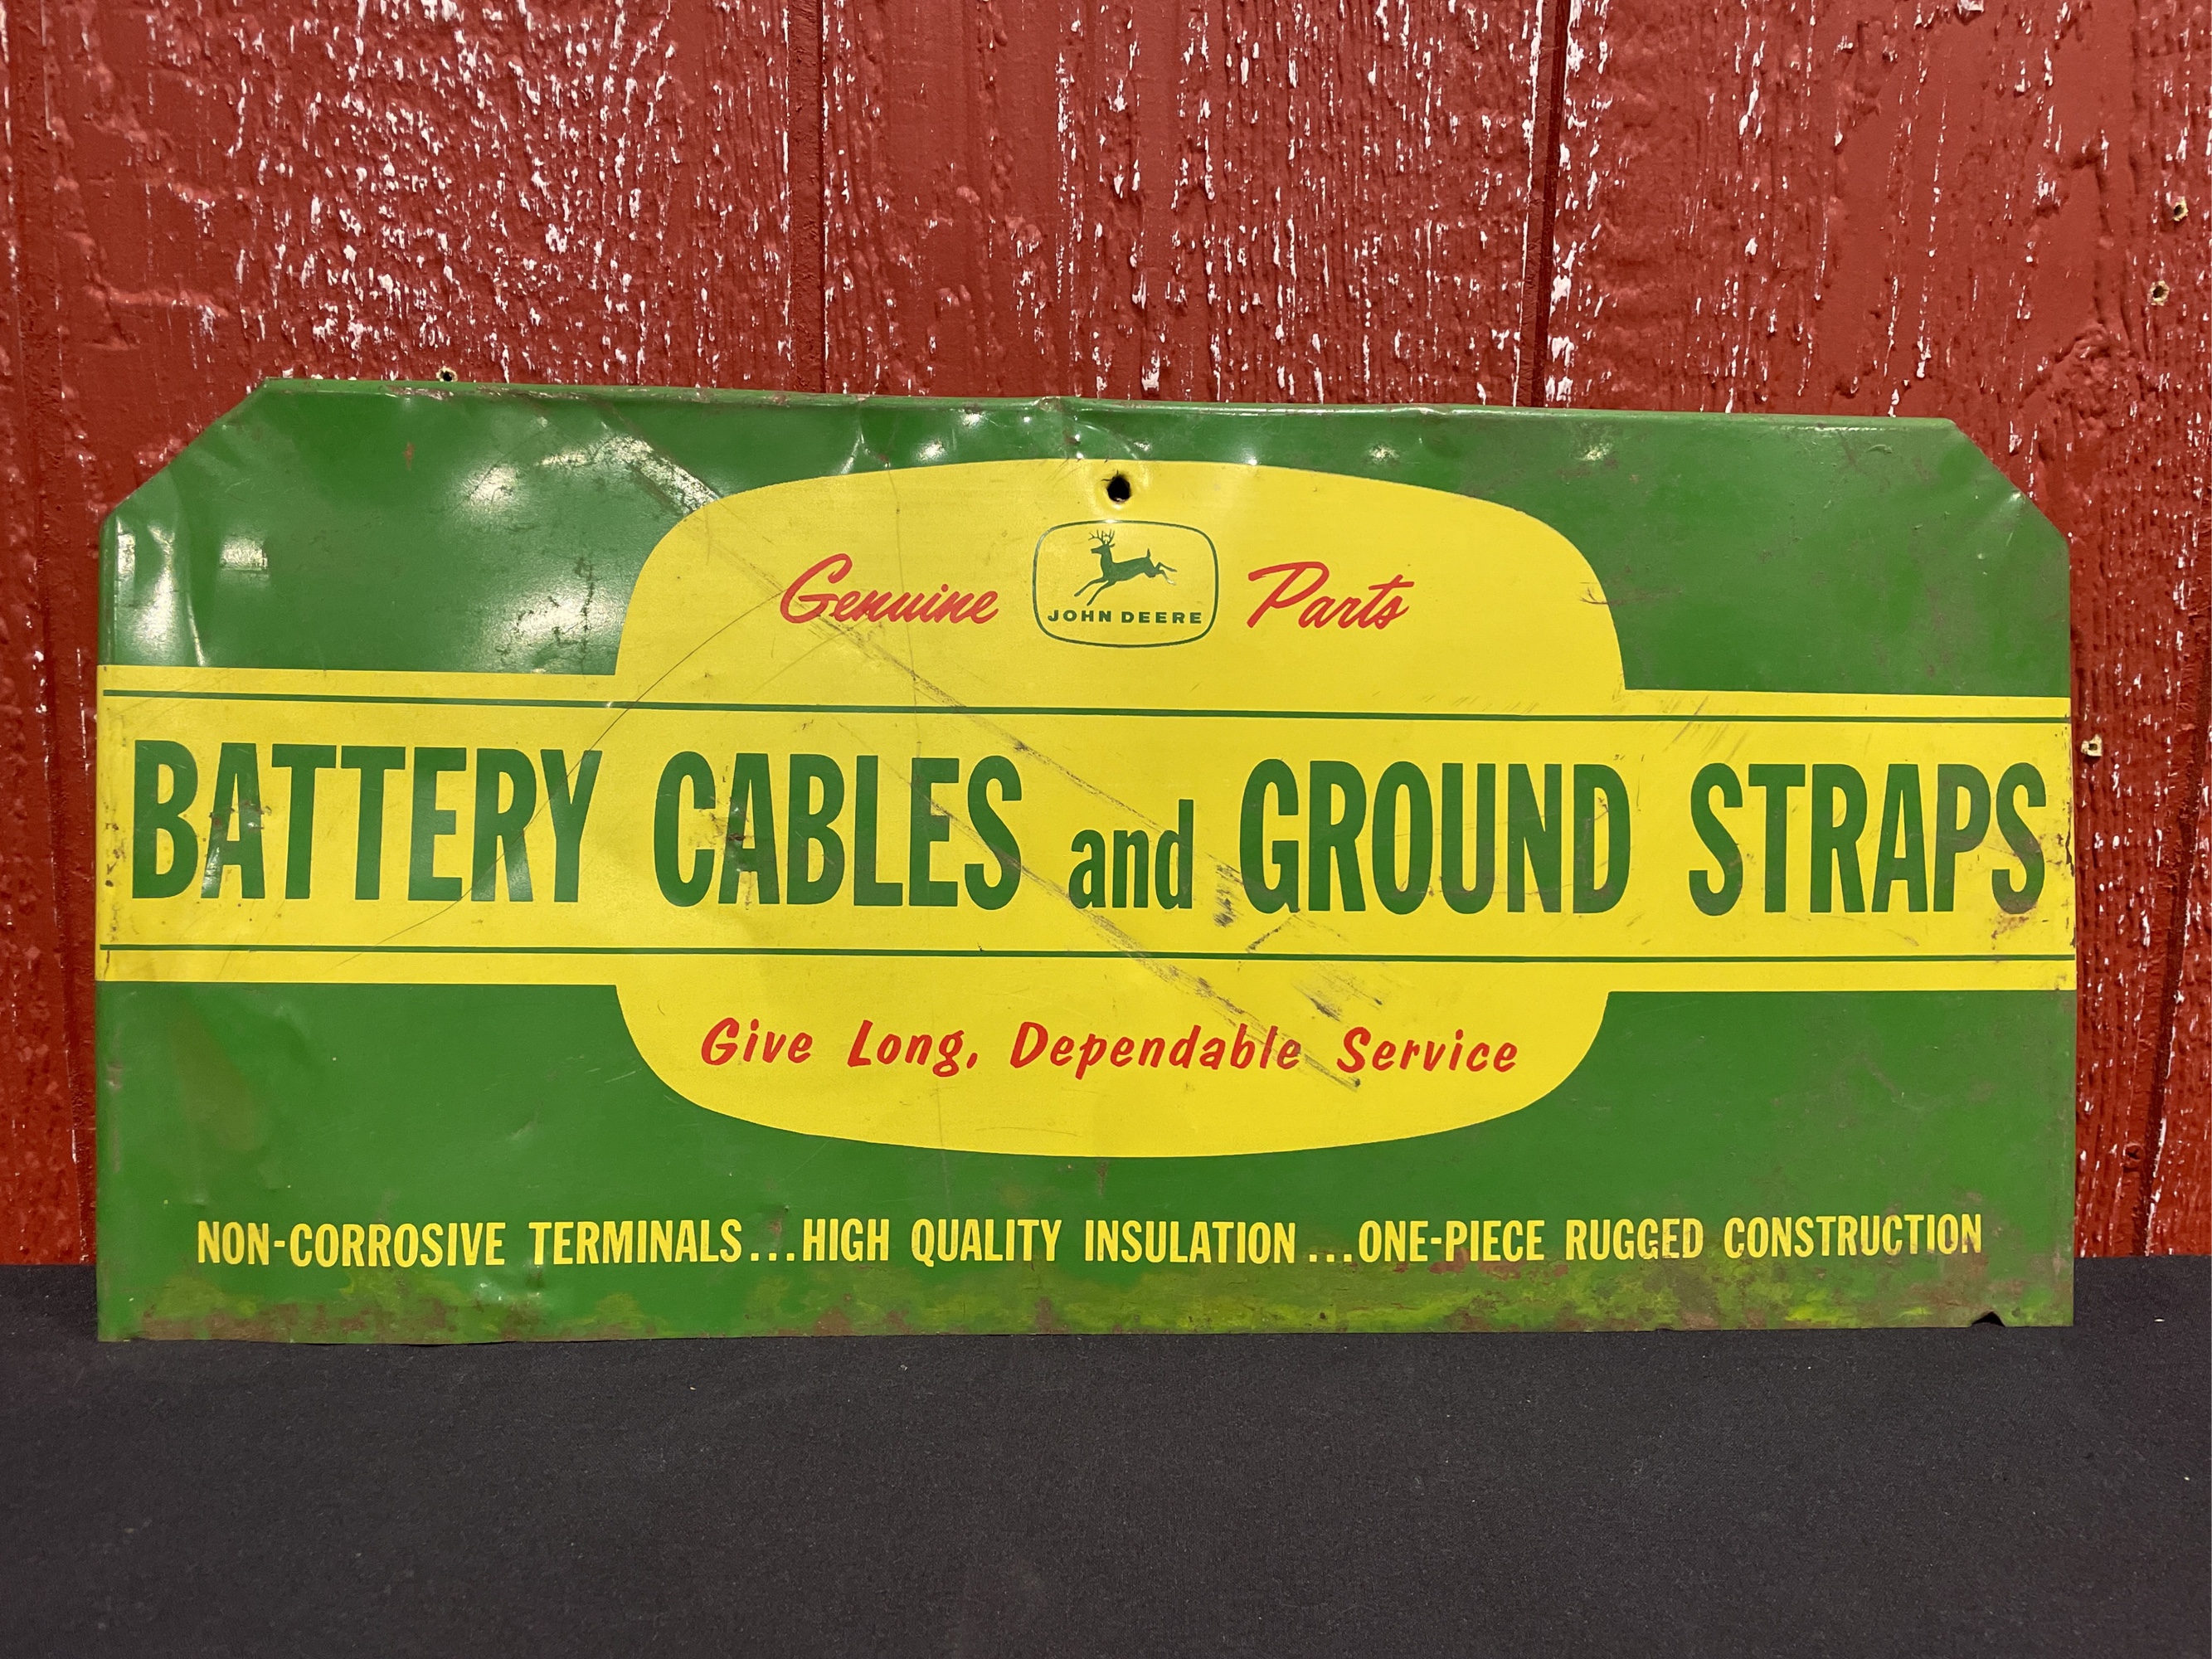 Genuine JOHN DEERE Parts
BATTERY CABLES and GROUND STRAPS
Give Long, Dependable Service
NON-CORROSIVE TERMINALS...HIGH QUALITY INSULATION...ONE-PIECE RUGGED CONSTRUCTION